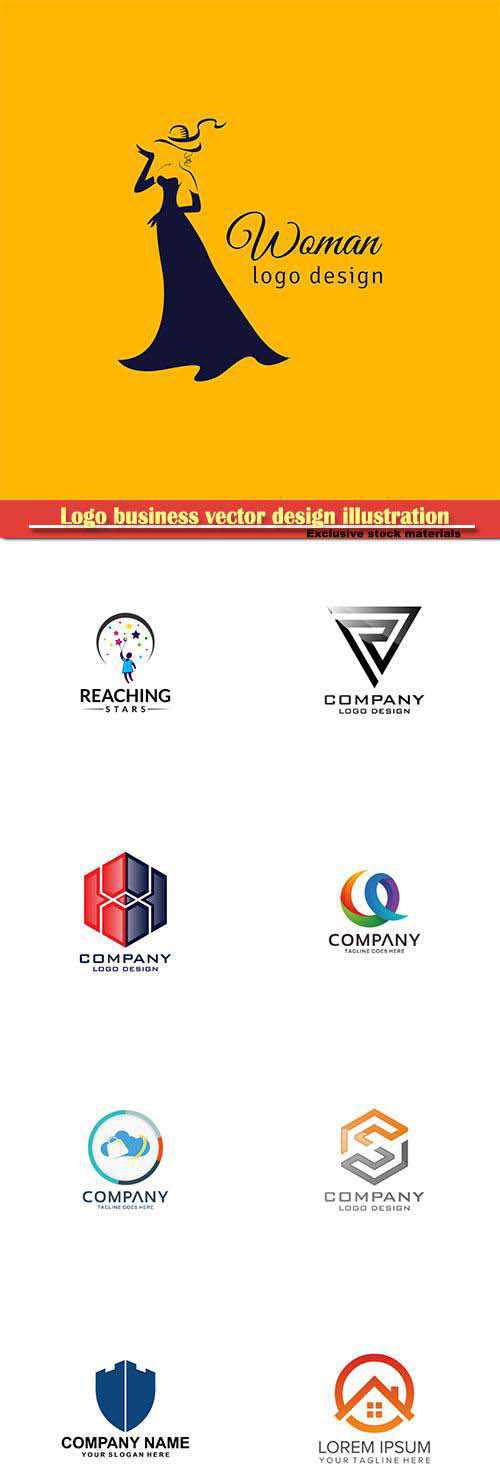 Woman
logo design
Logo business vector design illustration
Exclusive stock materials
REACHING
STARS
COMPANY
LOGO DESIGN
COMPANY
LOGO DESIGN
COMPANY
TAGLINE GOES HERE
COMPANY
TAGLINE GOES HERE
COMPANY
LOGO DESIGN
COMPANY NAME
YOUR SLOGAN HERE
LOREM IPSUM
YOUR TAGLINE HERE